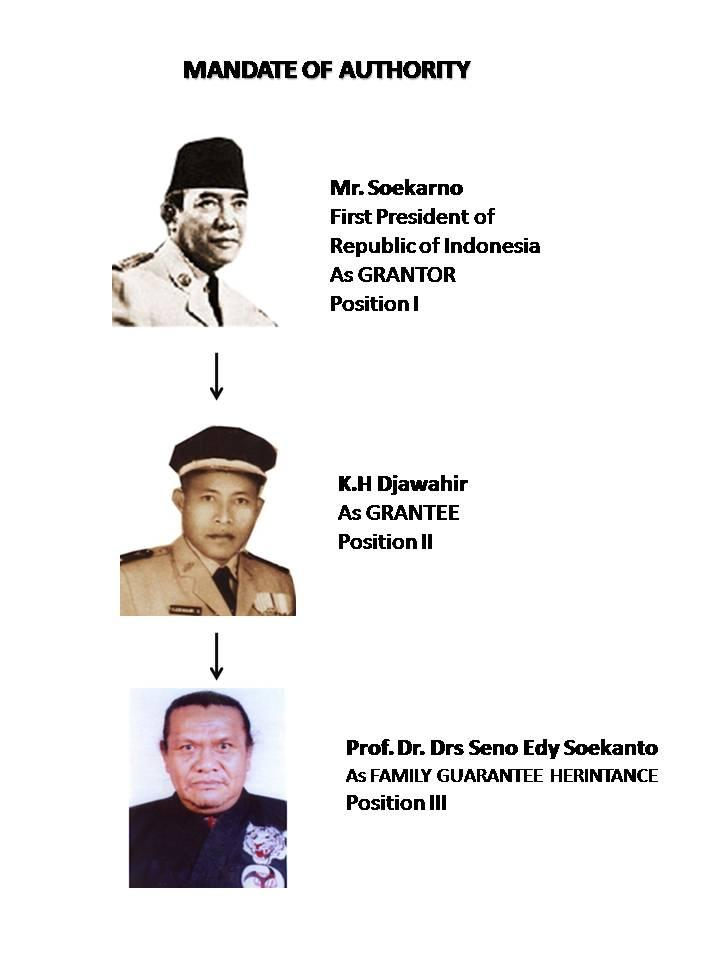 MANDATE OF AUTHORITY
Mr. Soekarno
First President of
Republic of Indonesia
As GRANTOR
Position I
K.H Djawahir
As GRANTEE
Position II
Prof. Dr. Drs Seno Edy Soekanto
As FAMILY GUARANTEE HERINTANCE
Position III